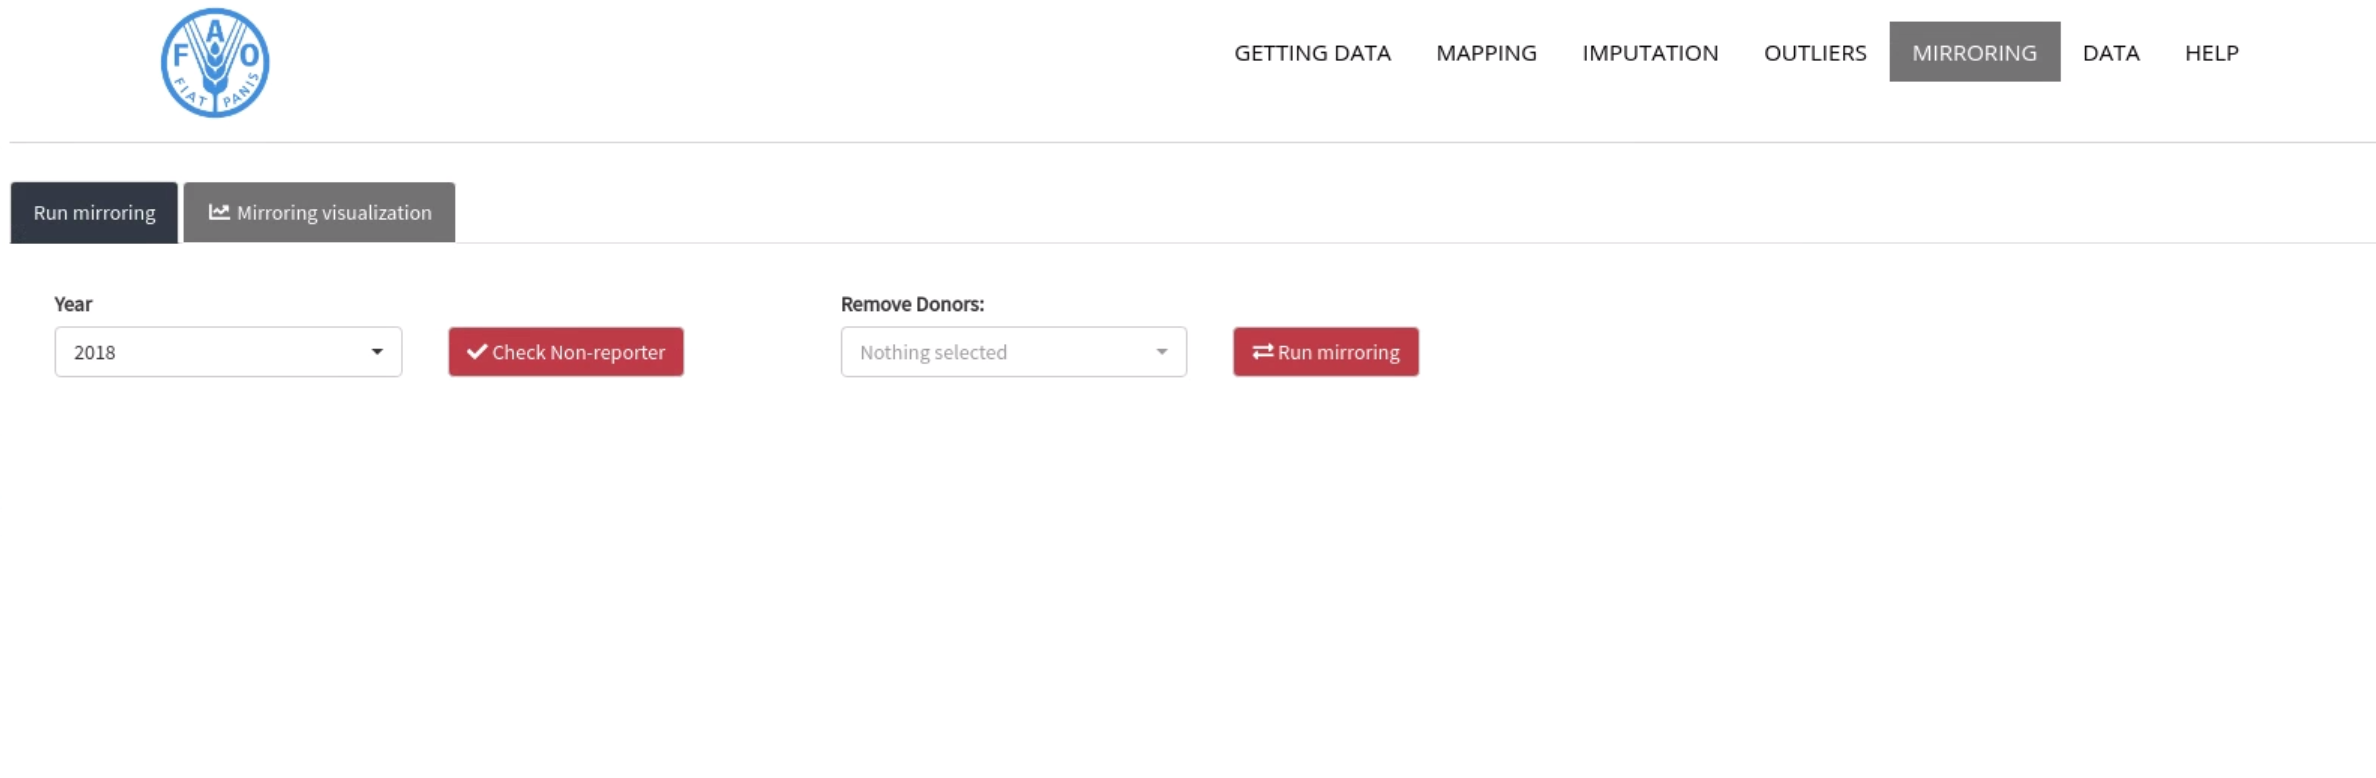 F A O
FIAT PANIS
GETTING DATA MAPPING IMPUTATION OUTLIERS MIRRORING DATA HELP
Run mirroring Mirroring visualization
Year Remove Donors:
2018 Check Non-reporter Nothing selected Run mirroring